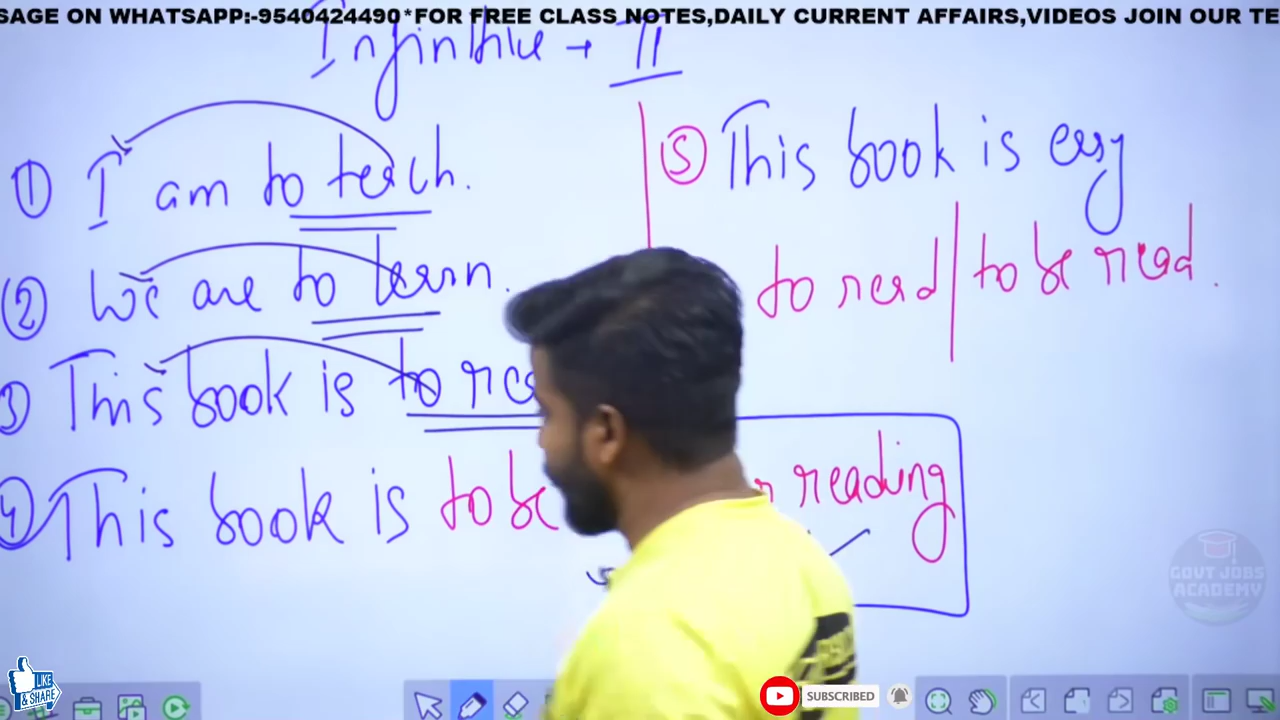 SAGE ON WHATSAPP:-9540424490*FOR FREE CLASS NOTES,DAILY CURRENT AFFAIRS,VIDEOS JOIN OUR TE
Infinitive → II
① I am to teach.
② We are to learn.
③ This book is to
④ This book is to be
reading
⑤ This book is easy
to read | to be read.
GOVT JOBS
ACADEMY
LIKE
& SHARE
SUBSCRIBED